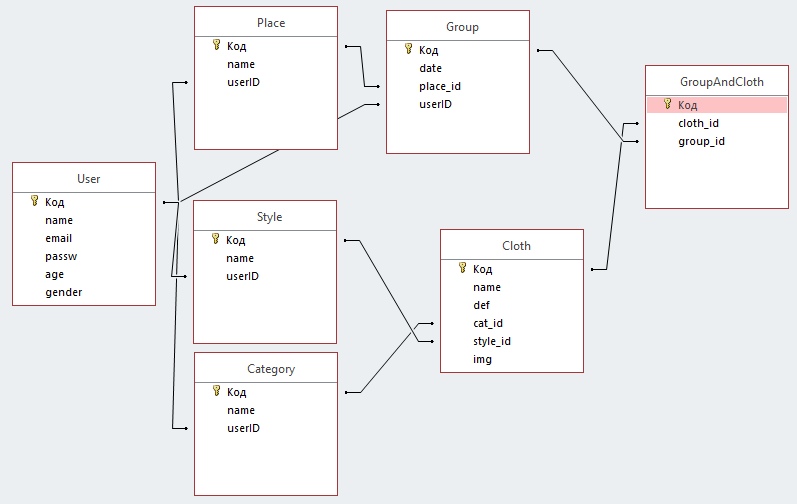 Place
Код
name
userID
Group
Код
date
place_id
userID
GroupAndCloth
Код
cloth_id
group_id
User
Код
name
email
passw
age
gender
Style
Код
name
userID
Cloth
Код
name
def
cat_id
style_id
img
Category
Код
name
userID